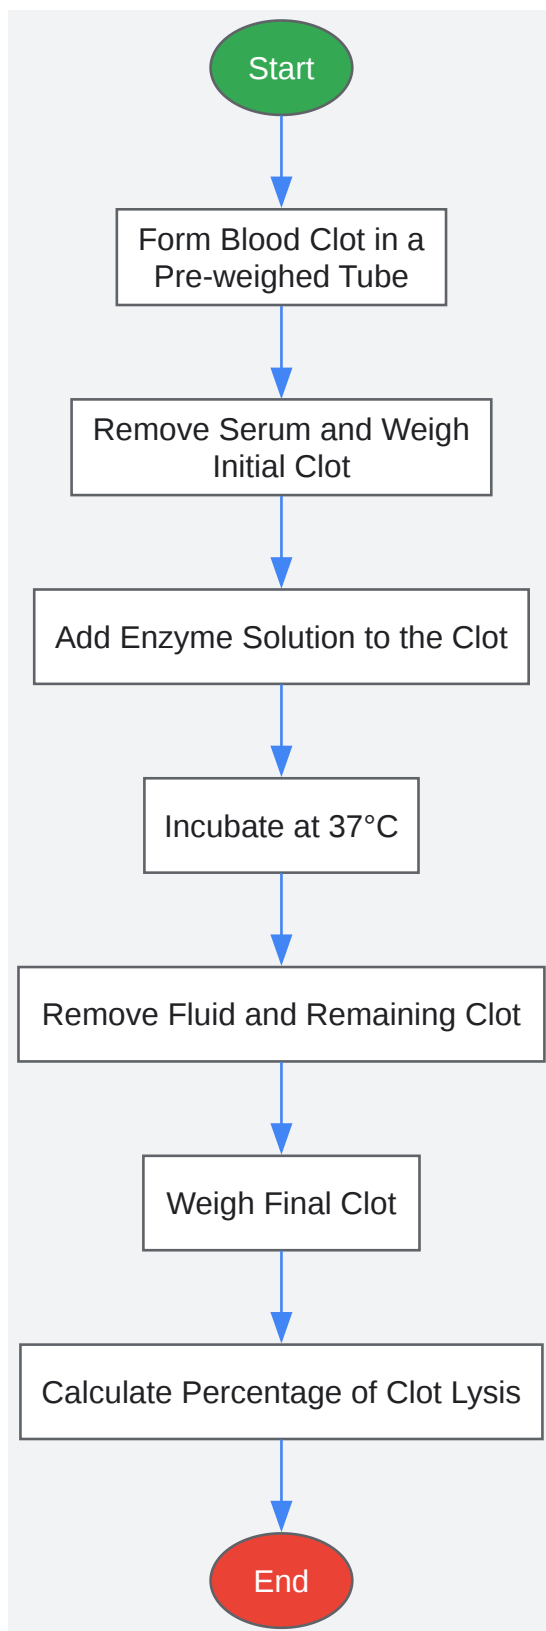 Start
Form Blood Clot in a
Pre-weighed Tube
Remove Serum and Weigh
Initial Clot
Add Enzyme Solution to the Clot
Incubate at 37°C
Remove Fluid and Remaining Clot
Weigh Final Clot
Calculate Percentage of Clot Lysis
End